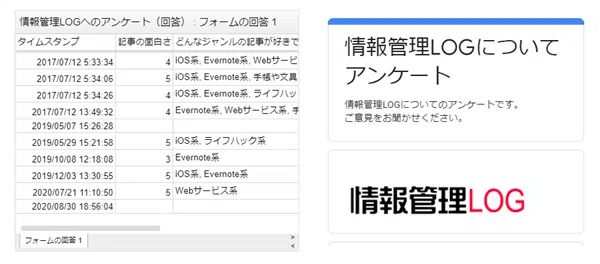 情報管理LOGへのアンケート（回答）：フォームの回答 1
タイムスタンプ 記事の面白さ どんなジャンルの記事が好きで
2017/07/12 5:33:34 4 iOS系, Evernote系, Webサービ
2017/07/12 5:34:06 5 iOS系, Evernote系, 手帳や文具
2017/07/12 5:34:26 4 iOS系, Evernote系, ライフハッ
2017/07/12 13:49:32 4 Evernote系, Webサービス系, 手
2019/05/07 15:26:28
2019/05/29 15:21:58 5 iOS系, ライフハック系
2019/10/08 12:18:08 3 Evernote系
2019/12/03 13:30:55 5 iOS系, Evernote系
2020/07/21 11:10:50 5 Webサービス系
2020/08/30 18:56:04
フォームの回答 1
情報管理LOGについて
アンケート
情報管理LOGについてのアンケートです。
ご意見をお聞かせください。
情報管理LOG